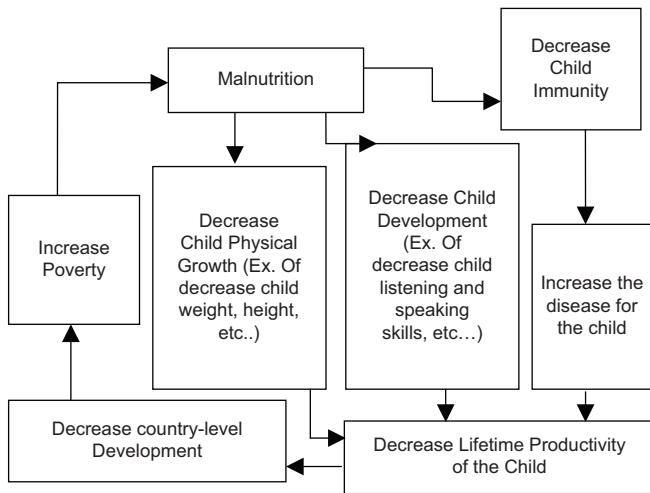 Malnutrition
Decrease
Child
Immunity
Increase
Poverty
Decrease
Child Physical
Growth (Ex. Of
decrease child
weight, height,
etc..)
Decrease Child
Development
(Ex. Of
decrease child
listening and
speaking
skills, etc...)
Increase the
disease for
the child
Decrease country-level
Development
Decrease Lifetime Productivity
of the Child